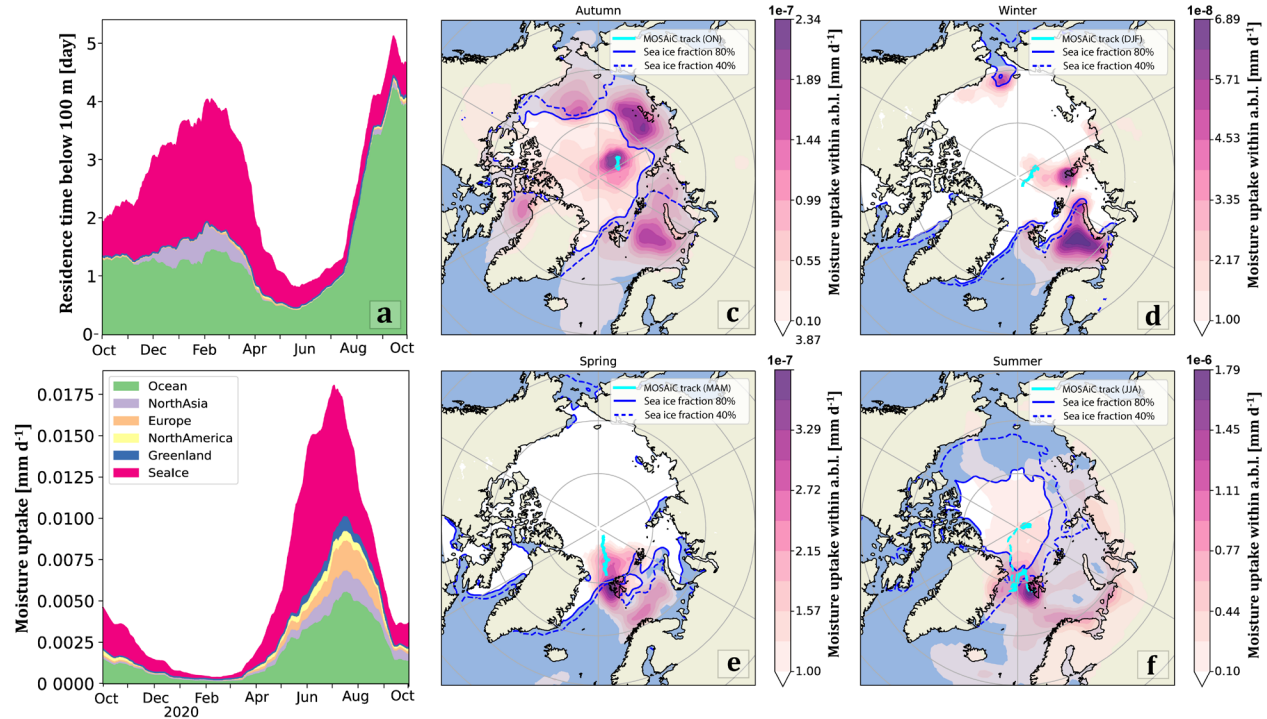 Residence time below 100 m [day]
5
4
3
2
1
0
Oct Dec Feb Apr Jun Aug Oct
a
Autumn
MOSAiC track (ON)
Sea ice fraction 80%
Sea ice fraction 40%
c
1e-7
2.34
1.89
1.44
0.99
0.55
0.10
Moisture uptake within a.b.l. [mm d-1]
Winter
MOSAiC track (DJF)
Sea ice fraction 80%
Sea ice fraction 40%
d
1e-8
6.89
5.71
4.53
3.35
2.17
1.00
Moisture uptake within a.b.l. [mm d-1]
Moisture uptake [mm d-1]
0.0175
0.0150
0.0125
0.0100
0.0075
0.0050
0.0025
0 0000
Ocean
NorthAsia
Europe
NorthAmerica
Greenland
SeaIce
Oct Dec Feb Apr Jun Aug Oct
2020
Spring
MOSAiC track (MAM)
Sea ice fraction 80%
Sea ice fraction 40%
e
3.87
1e-7
3.29
2.72
2.15
1.57
1.00
Moisture uptake within a.b.l. [mm d-1]
Summer
MOSAiC track (JJA)
Sea ice fraction 80%
Sea ice fraction 40%
f
1e-6
1.79
1.45
1.11
0.77
0.44
0.10
Moisture uptake within a.b.l. [mm d-1]